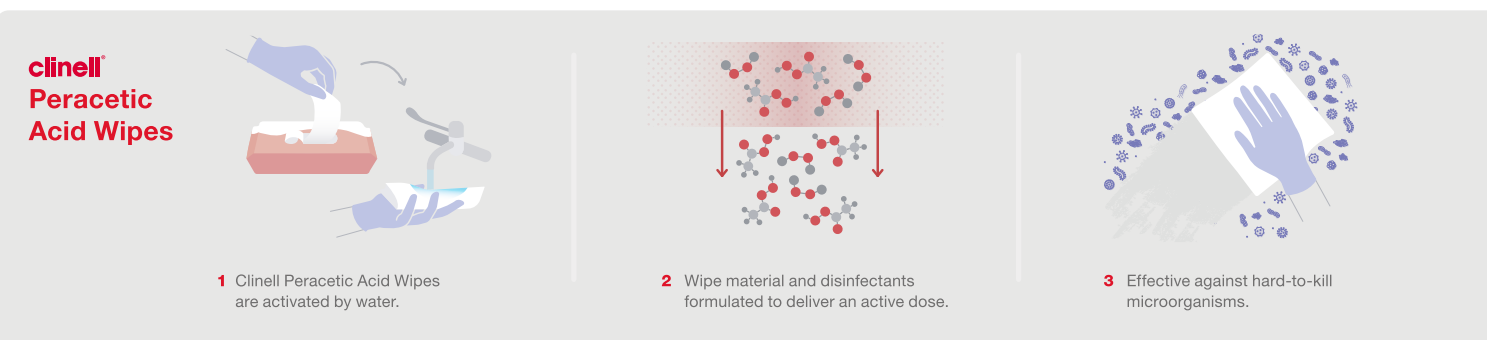 clinell®
Peracetic
Acid Wipes
1 Clinell Peracetic Acid Wipes
are activated by water.
2 Wipe material and disinfectants
formulated to deliver an active dose.
3 Effective against hard-to-kill
microorganisms.